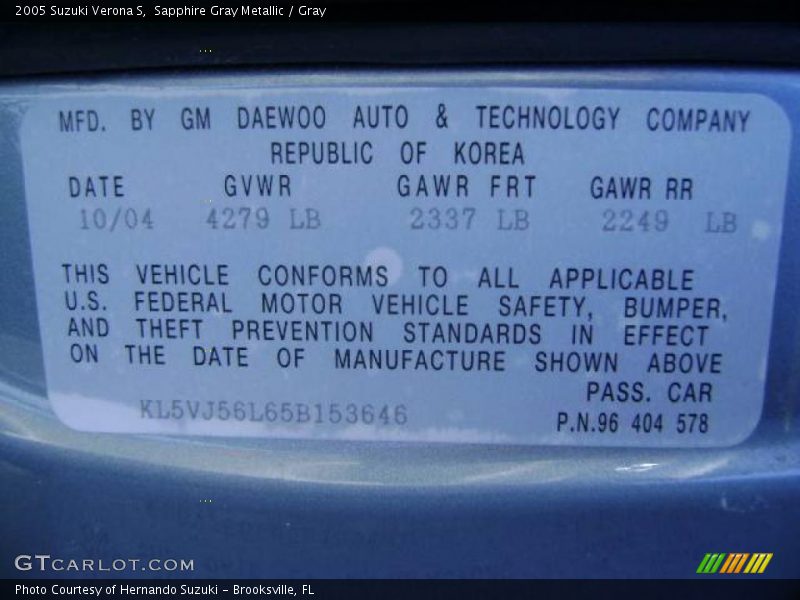 2005 Suzuki Verona S, Sapphire Gray Metallic / Gray
MFD. BY GM DAEWOO AUTO & TECHNOLOGY COMPANY
REPUBLIC OF KOREA
DATE GVWR GAWR FRT GAWR RR
10/04 4279 LB 2337 LB 2249 LB
THIS VEHICLE CONFORMS TO ALL APPLICABLE
U.S. FEDERAL MOTOR VEHICLE SAFETY, BUMPER,
AND THEFT PREVENTION STANDARDS IN EFFECT
ON THE DATE OF MANUFACTURE SHOWN ABOVE
PASS. CAR
KL5VJ56L65B153646
P.N.96 404 578
GTCARLOT.COM
Photo Courtesy of Hernando Suzuki - Brooksville, FL